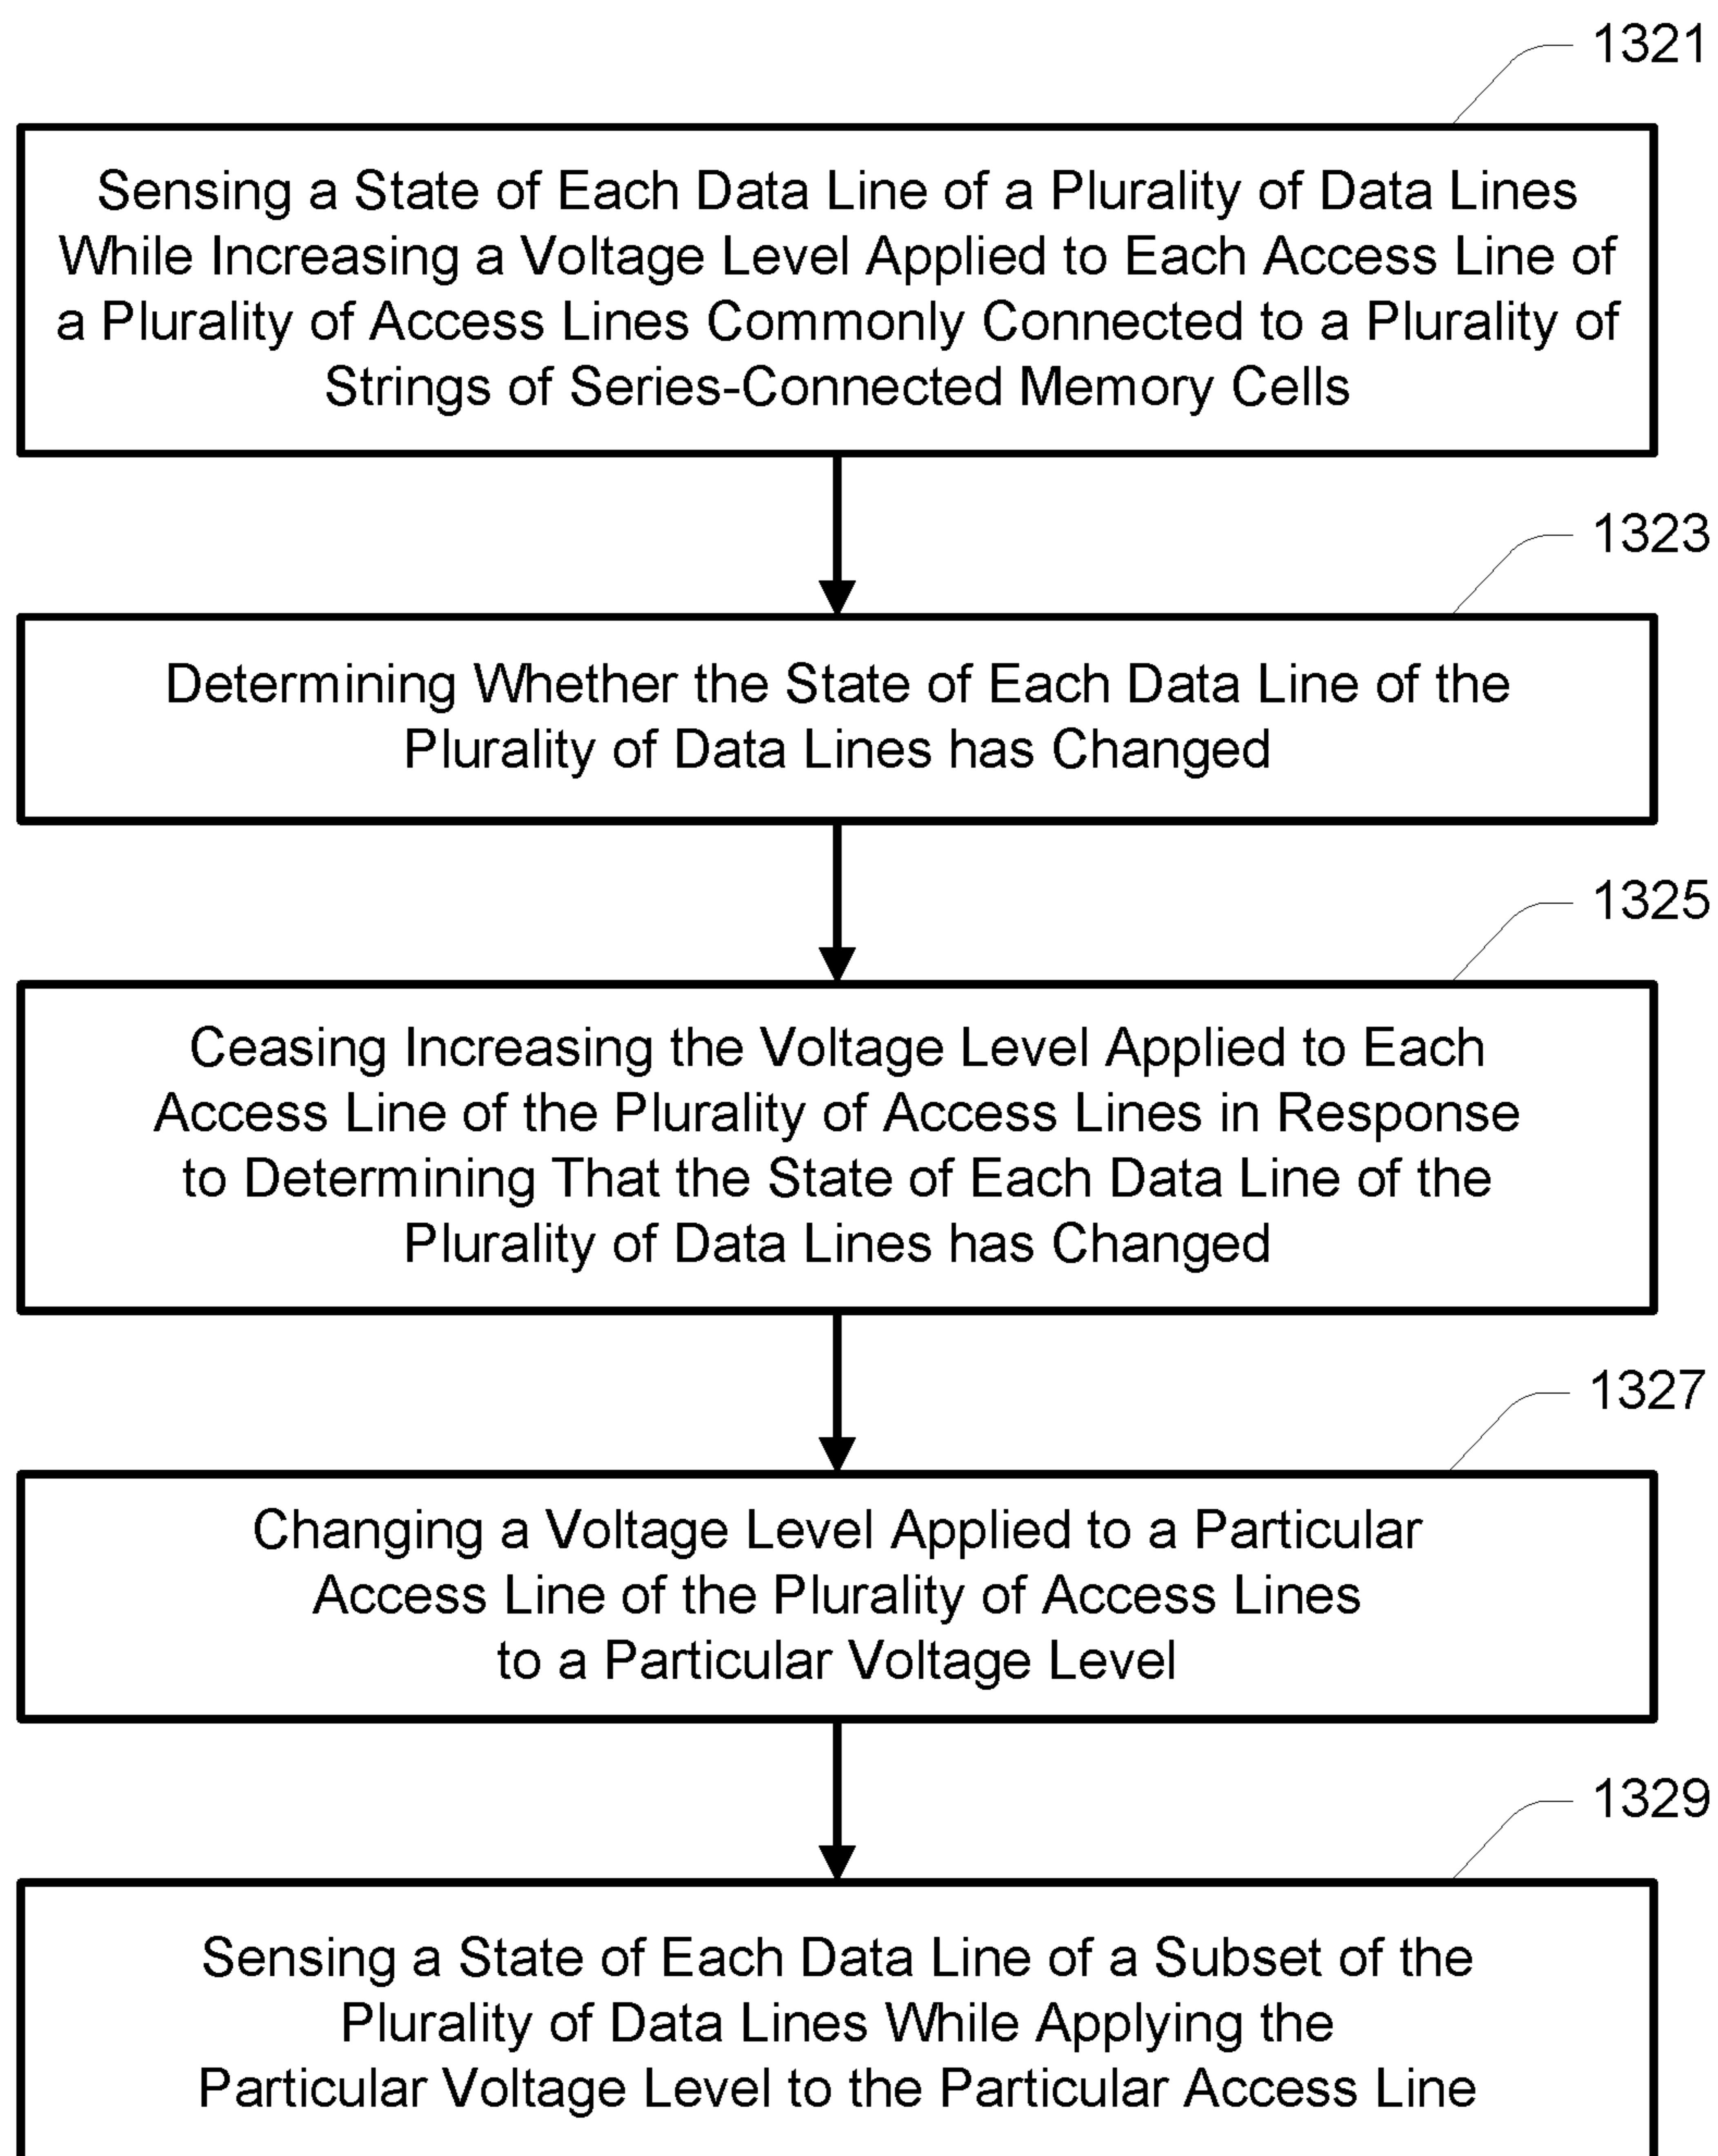 1321
Sensing a State of Each Data Line of a Plurality of Data Lines
While Increasing a Voltage Level Applied to Each Access Line of
a Plurality of Access Lines Commonly Connected to a Plurality of
Strings of Series-Connected Memory Cells
1323
Determining Whether the State of Each Data Line of the
Plurality of Data Lines has Changed
1325
Ceasing Increasing the Voltage Level Applied to Each
Access Line of the Plurality of Access Lines in Response
to Determining That the State of Each Data Line of the
Plurality of Data Lines has Changed
1327
Changing a Voltage Level Applied to a Particular
Access Line of the Plurality of Access Lines
to a Particular Voltage Level
1329
Sensing a State of Each Data Line of a Subset of the
Plurality of Data Lines While Applying the
Particular Voltage Level to the Particular Access Line